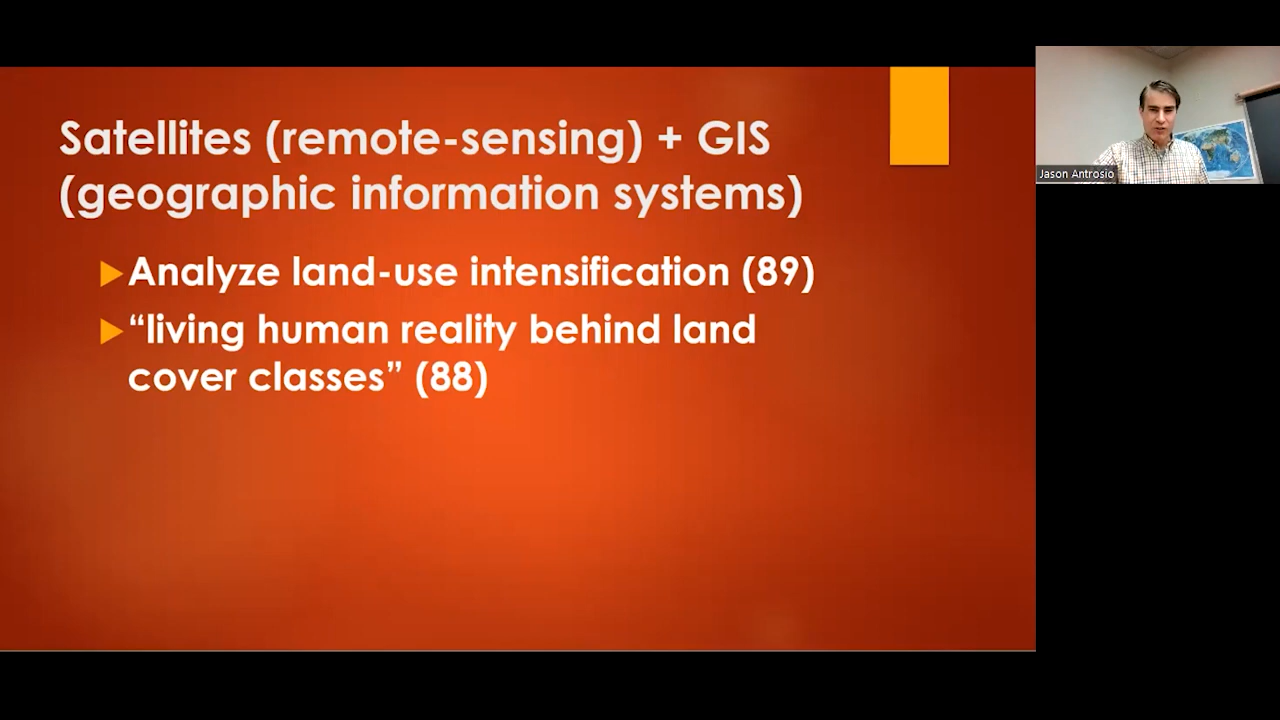 Satellites (remote-sensing) + GIS
(geographic information systems)
Analyze land-use intensification (89)
“living human reality behind land
cover classes” (88)
Jason Antrosio